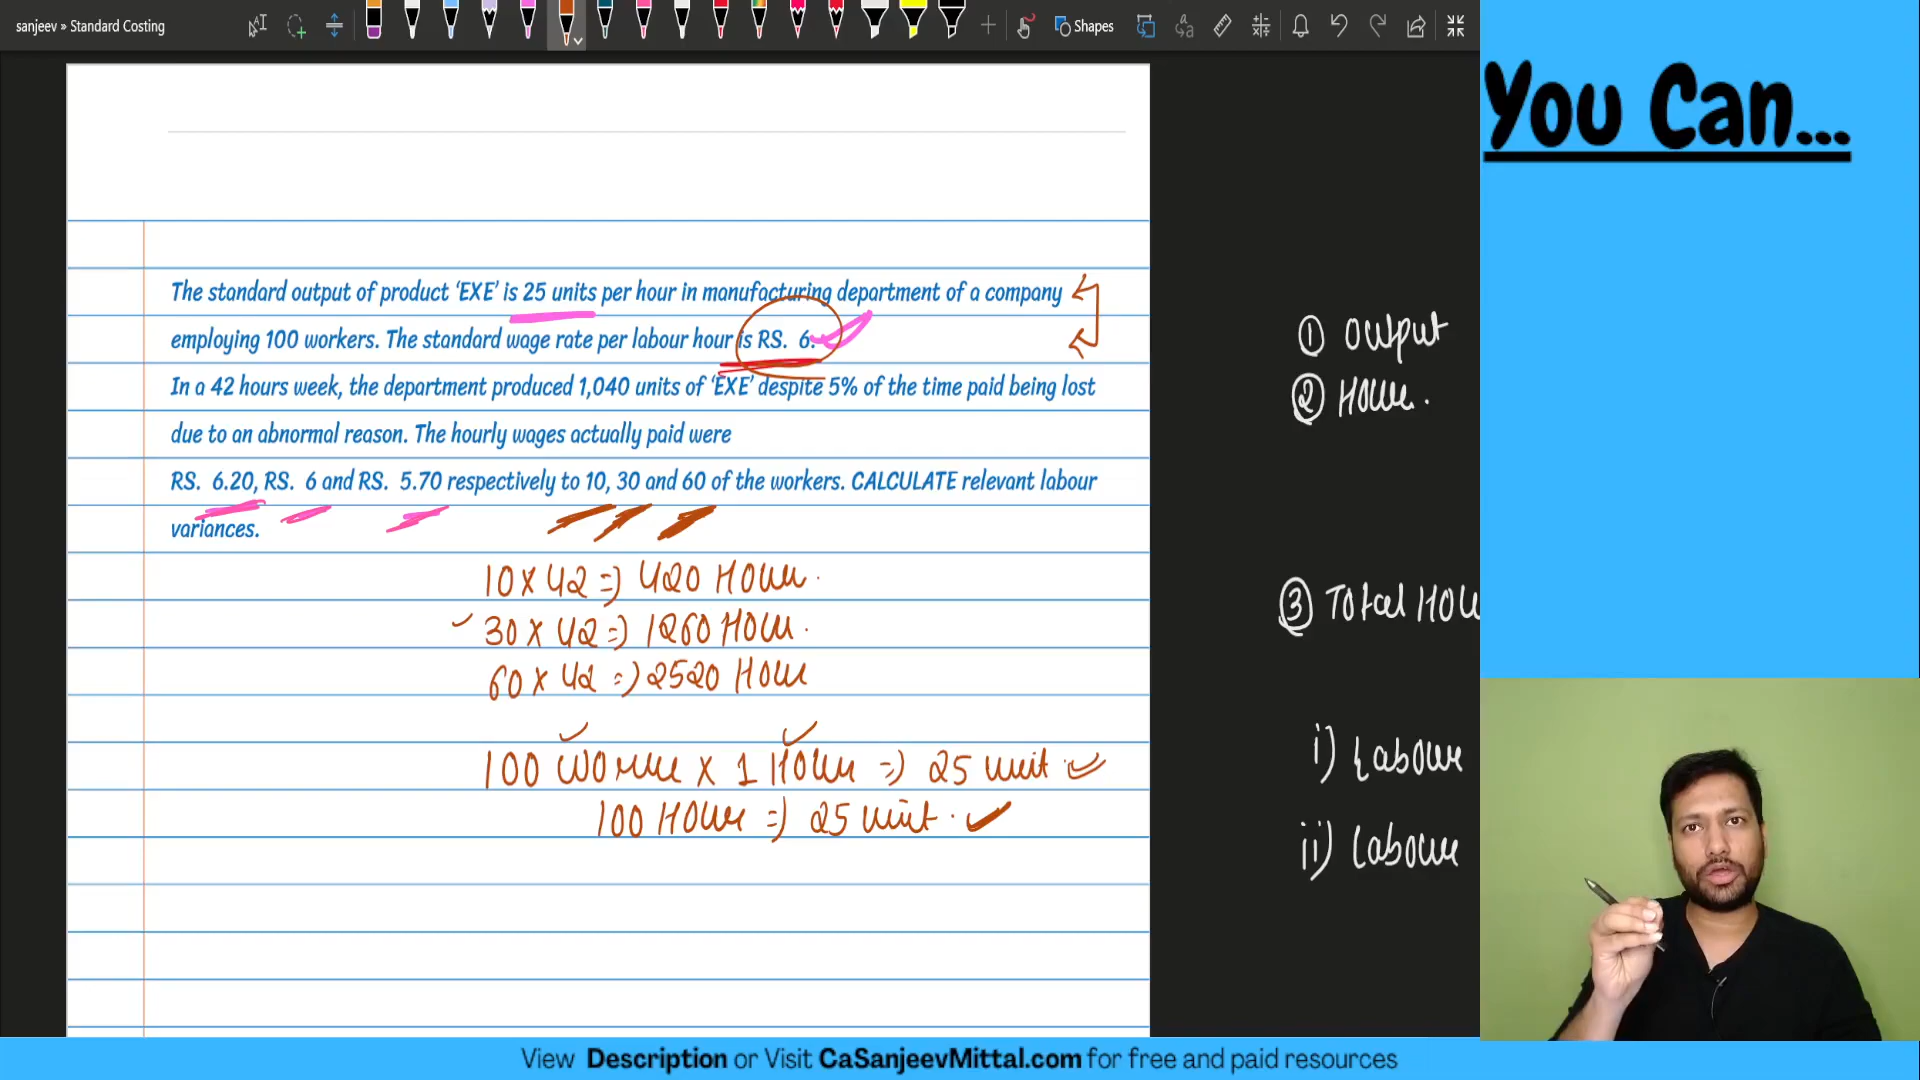 sanjeev » Standard Costing
Shapes
You Can...
The standard output of product ‘EXE’ is 25 units per hour in manufacturing department of a company
employing 100 workers. The standard wage rate per labour hour is RS. 6.
In a 42 hours week, the department produced 1,040 units of ‘EXE’ despite 5% of the time paid being lost
due to an abnormal reason. The hourly wages actually paid were
RS. 6.20, RS. 6 and RS. 5.70 respectively to 10, 30 and 60 of the workers. CALCULATE relevant labour
variances.
10 x 42 => 420 Hour.
30 x 42 => 1260 Hour.
60 x 42 => 2520 Hour
100 worker x 1 Hour => 25 unit.
100 Hour => 25 unit.
① Output
② Hour.
③ Total Hou
i) Labour
ii) Labour
View Description or Visit CaSanjeevMittal.com for free and paid resources